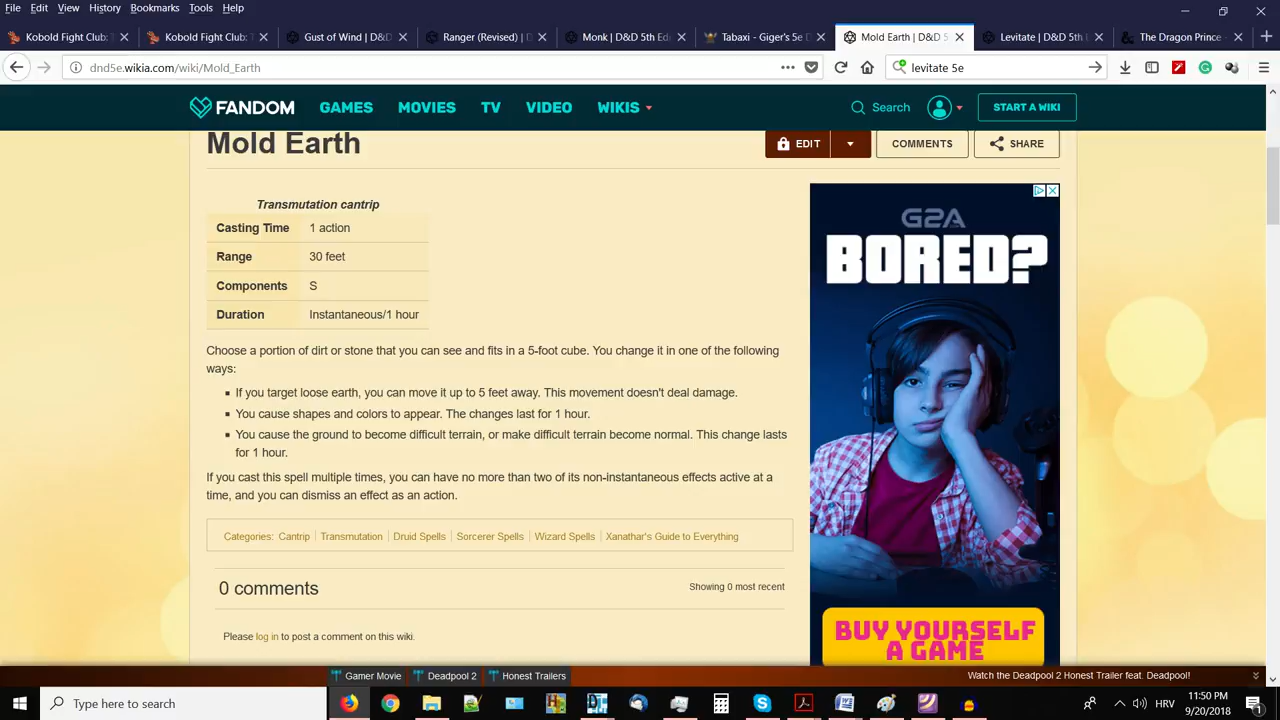 File Edit View History Bookmarks Tools Help
Kobold Fight Club:
Kobold Fight Club:
Gust of Wind | D&D
Ranger (Revised) | D
Monk | D&D 5th Ed
Tabaxi - Giger's 5e D
Mold Earth | D&D 5
Levitate | D&D 5th
The Dragon Prince -
dnd5e.wikia.com/wiki/Mold_Earth
levitate 5e
FANDOM GAMES MOVIES TV VIDEO WIKIS Search START A WIKI
Mold Earth
EDIT COMMENTS SHARE
Transmutation cantrip
Casting Time 1 action
Range 30 feet
Components S
Duration Instantaneous/1 hour
Choose a portion of dirt or stone that you can see and fits in a 5-foot cube. You change it in one of the following
ways:
If you target loose earth, you can move it up to 5 feet away. This movement doesn't deal damage.
You cause shapes and colors to appear. The changes last for 1 hour.
You cause the ground to become difficult terrain, or make difficult terrain become normal. This change lasts
for 1 hour.
If you cast this spell multiple times, you can have no more than two of its non-instantaneous effects active at a
time, and you can dismiss an effect as an action.
Categories: Cantrip | Transmutation | Druid Spells | Sorcerer Spells | Wizard Spells | Xanathar's Guide to Everything
0 comments
Showing 0 most recent
Please log in to post a comment on this wiki.
G2A
BORED?
BUY YOURSELF
A GAME
Gamer Movie Deadpool 2 Honest Trailers
Watch the Deadpool 2 Honest Trailer feat. Deadpool!
Type here to search
HRV
11:50 PM
9/20/2018
1